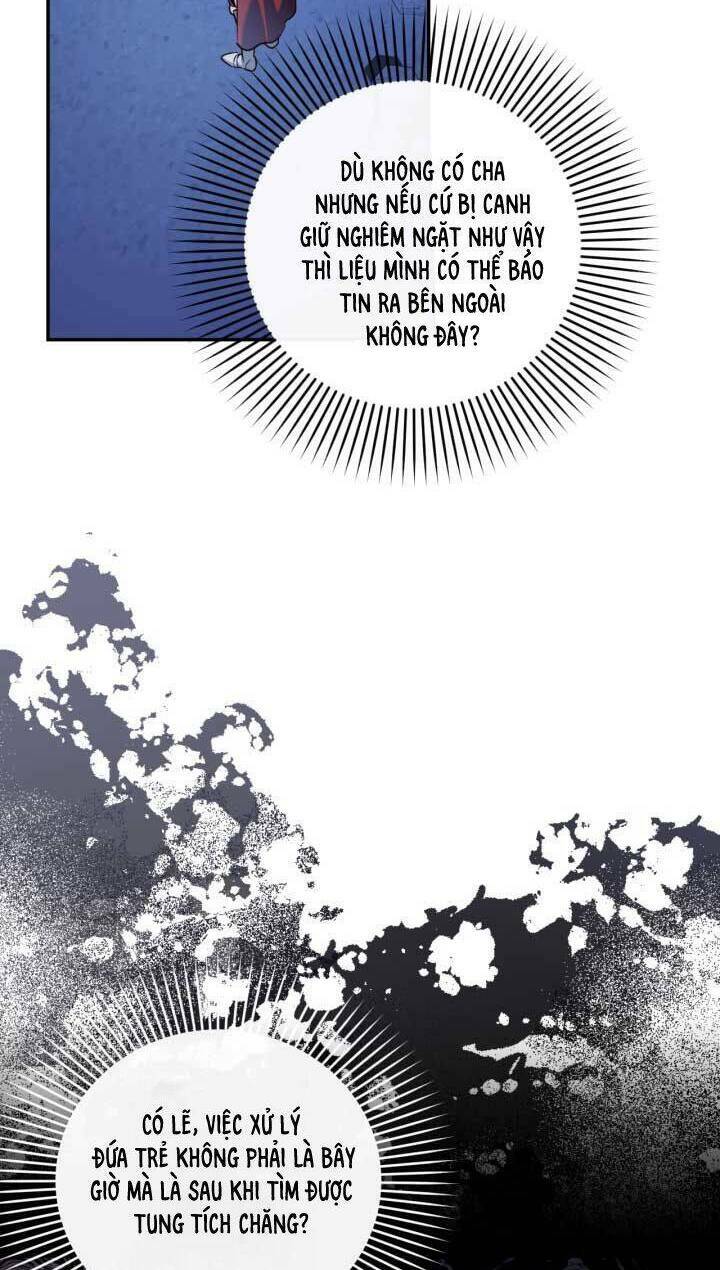 DÙ KHÔNG CÓ CHA
NHƯNG NẾU CỨ BỊ CANH
GIỮ NGHIÊM NGẶT NHƯ VẬY
THÌ LIỆU MÌNH CÓ THỂ BÁO
TIN RA BÊN NGOÀI
KHÔNG ĐÂY?
CÓ LẼ, VIỆC XỬ LÝ
ĐỨA TRẺ KHÔNG PHẢI LÀ BÂY
GIỜ MÀ LÀ SAU KHI TÌM ĐƯỢC
TUNG TÍCH CHĂNG?